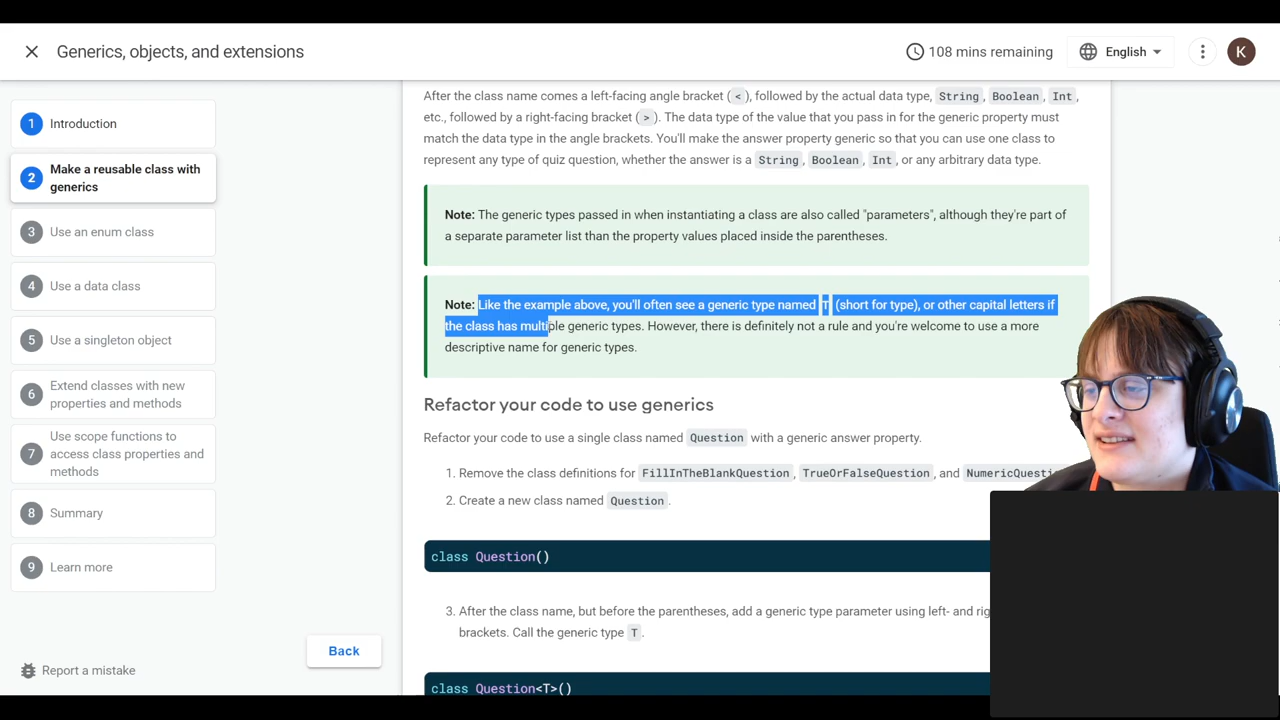 Generics, objects, and extensions
108 mins remaining
English
K
1 Introduction
2 Make a reusable class with
generics
3 Use an enum class
4 Use a data class
5 Use a singleton object
6 Extend classes with new
properties and methods
7 Use scope functions to
access class properties and
methods
8 Summary
9 Learn more
Report a mistake
Back
After the class name comes a left-facing angle bracket ( < ), followed by the actual data type, String, Boolean, Int,
etc., followed by a right-facing bracket ( > ). The data type of the value that you pass in for the generic property must
match the data type in the angle brackets. You'll make the answer property generic so that you can use one class to
represent any type of quiz question, whether the answer is a String, Boolean, Int, or any arbitrary data type.
Note: The generic types passed in when instantiating a class are also called "parameters", although they're part of
a separate parameter list than the property values placed inside the parentheses.
Note: Like the example above, you'll often see a generic type named T (short for type), or other capital letters if
the class has multiple generic types. However, there is definitely not a rule and you're welcome to use a more
descriptive name for generic types.
Refactor your code to use generics
Refactor your code to use a single class named Question with a generic answer property.
1. Remove the class definitions for FillInTheBlankQuestion, TrueOrFalseQuestion, and
2. Create a new class named Question.
class Question()
3. After the class name, but before the parentheses, add a generic type parameter using left- and
brackets. Call the generic type T.
class Question<T>()